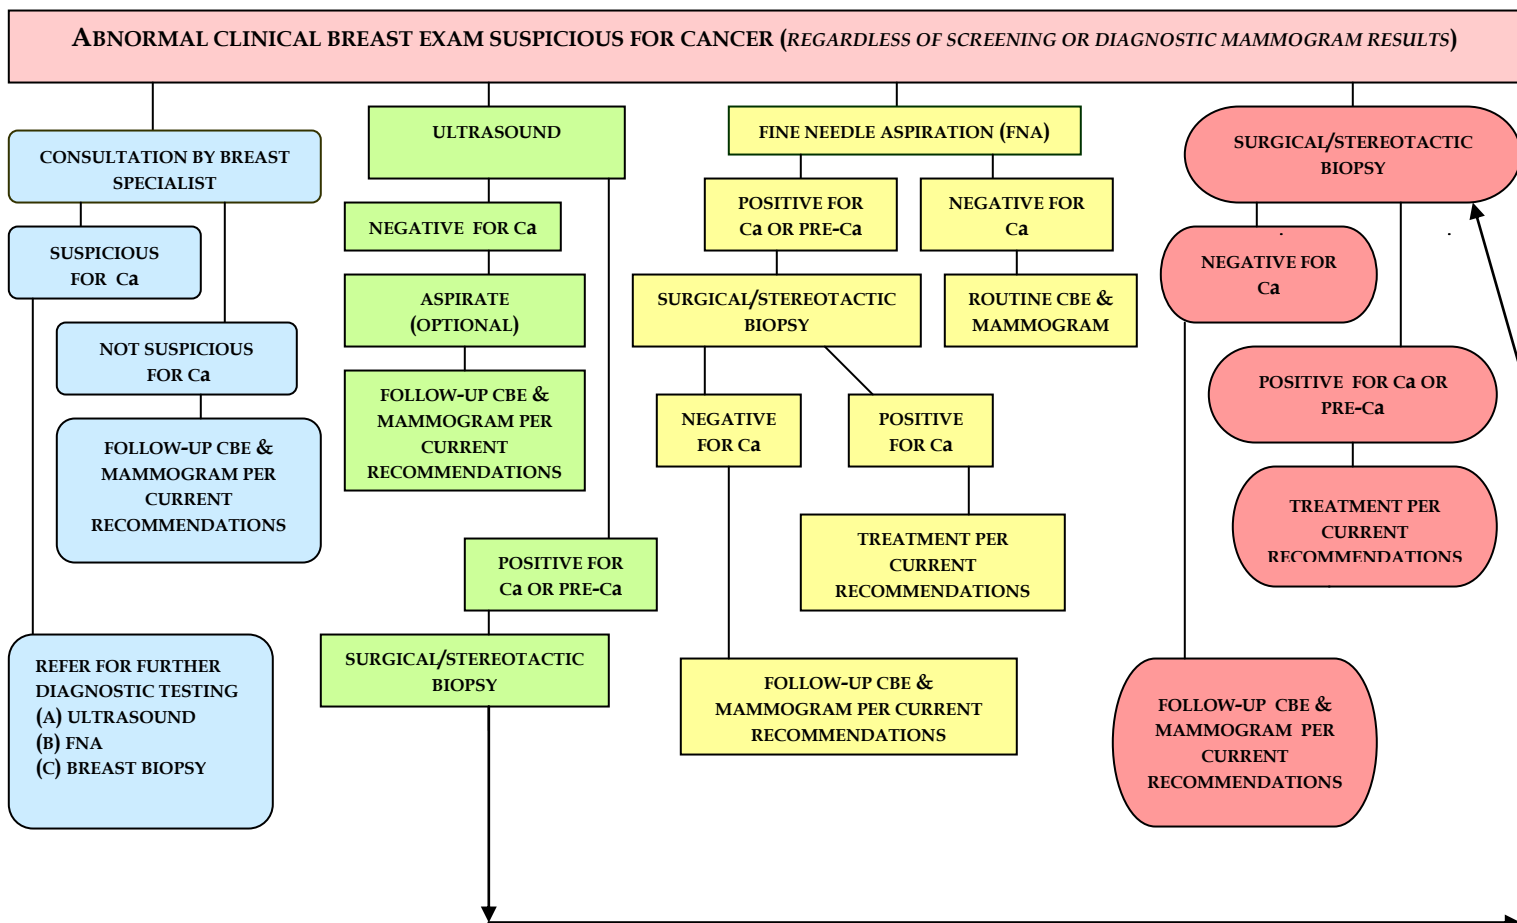 ABNORMAL CLINICAL BREAST EXAM SUSPICIOUS FOR CANCER (REGARDLESS OF SCREENING OR DIAGNOSTIC MAMMOGRAM RESULTS)
CONSULTATION BY BREAST
SPECIALIST
SUSPICIOUS
FOR Ca
NOT SUSPICIOUS
FOR Ca
FOLLOW-UP CBE &
MAMMOGRAM PER
CURRENT
RECOMMENDATIONS
REFER FOR FURTHER
DIAGNOSTIC TESTING
(A) ULTRASOUND
(B) FNA
(C) BREAST BIOPSY
ULTRASOUND
NEGATIVE FOR Ca
ASPIRATE
(OPTIONAL)
FOLLOW-UP CBE &
MAMMOGRAM PER
CURRENT
RECOMMENDATIONS
POSITIVE FOR
Ca OR PRE-Ca
SURGICAL/STEREOTACTIC
BIOPSY
FINE NEEDLE ASPIRATION (FNA)
POSITIVE FOR
Ca OR PRE-Ca
NEGATIVE FOR
Ca
SURGICAL/STEREOTACTIC
BIOPSY
ROUTINE CBE &
MAMMOGRAM
NEGATIVE
FOR Ca
POSITIVE
FOR Ca
TREATMENT PER
CURRENT
RECOMMENDATIONS
FOLLOW-UP CBE &
MAMMOGRAM PER CURRENT
RECOMMENDATIONS
SURGICAL/STEREOTACTIC
BIOPSY
NEGATIVE FOR
Ca
POSITIVE FOR Ca OR
PRE-Ca
TREATMENT PER
CURRENT
RECOMMENDATIONS
FOLLOW-UP CBE &
MAMMOGRAM PER
CURRENT
RECOMMENDATIONS